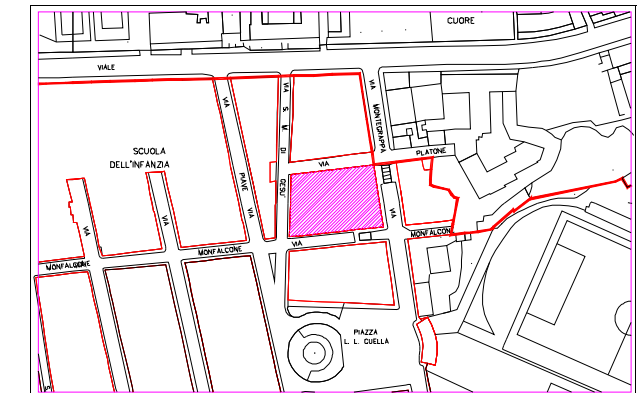 CUORE
VIALE
VIA
VIA
VIA
S. M. DI GESU'
MONTEGRAPPA
SCUOLA
DELL'INFANZIA
PLATONE
VIA
PIAVE
VIA
VIA
VIA
VIA
VIA
MONFALCONE
MONFALCONE
MONFALCON
PIAZZA
L. L. CUELLA